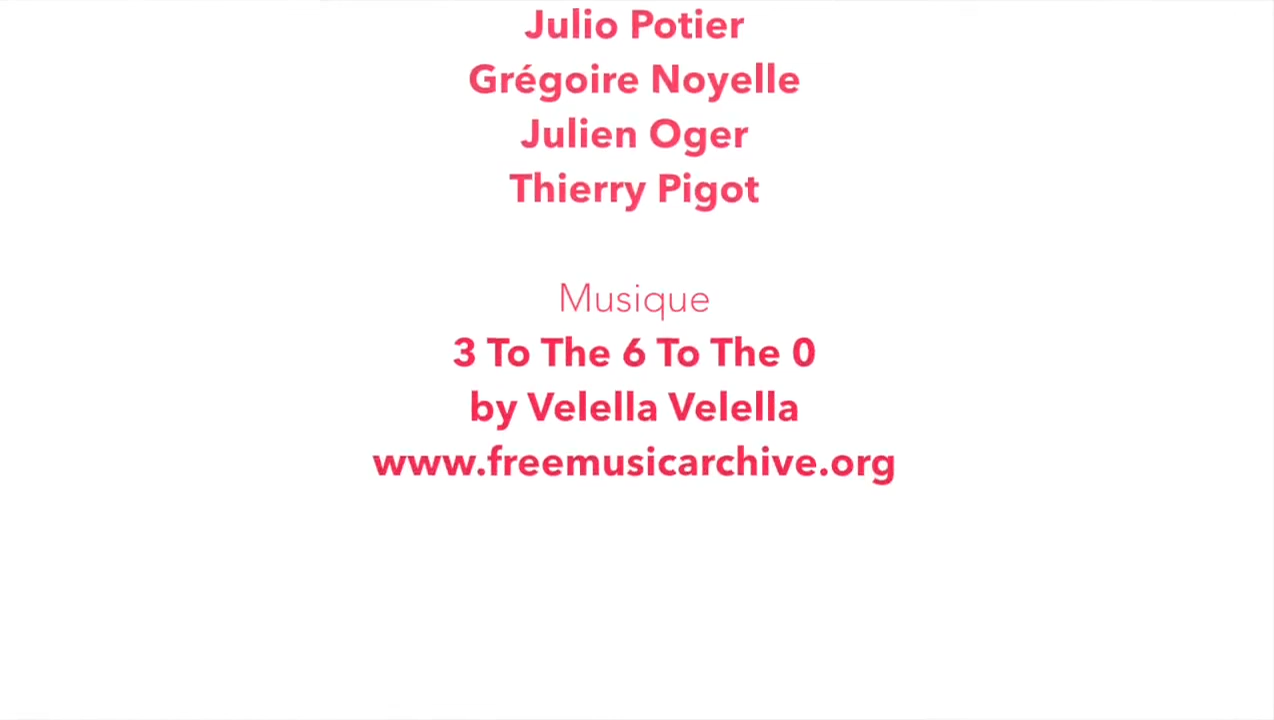 Julio Potier
Grégoire Noyelle
Julien Oger
Thierry Pigot
Musique
3 To The 6 To The 0
by Velella Velella
www.freemusicarchive.org